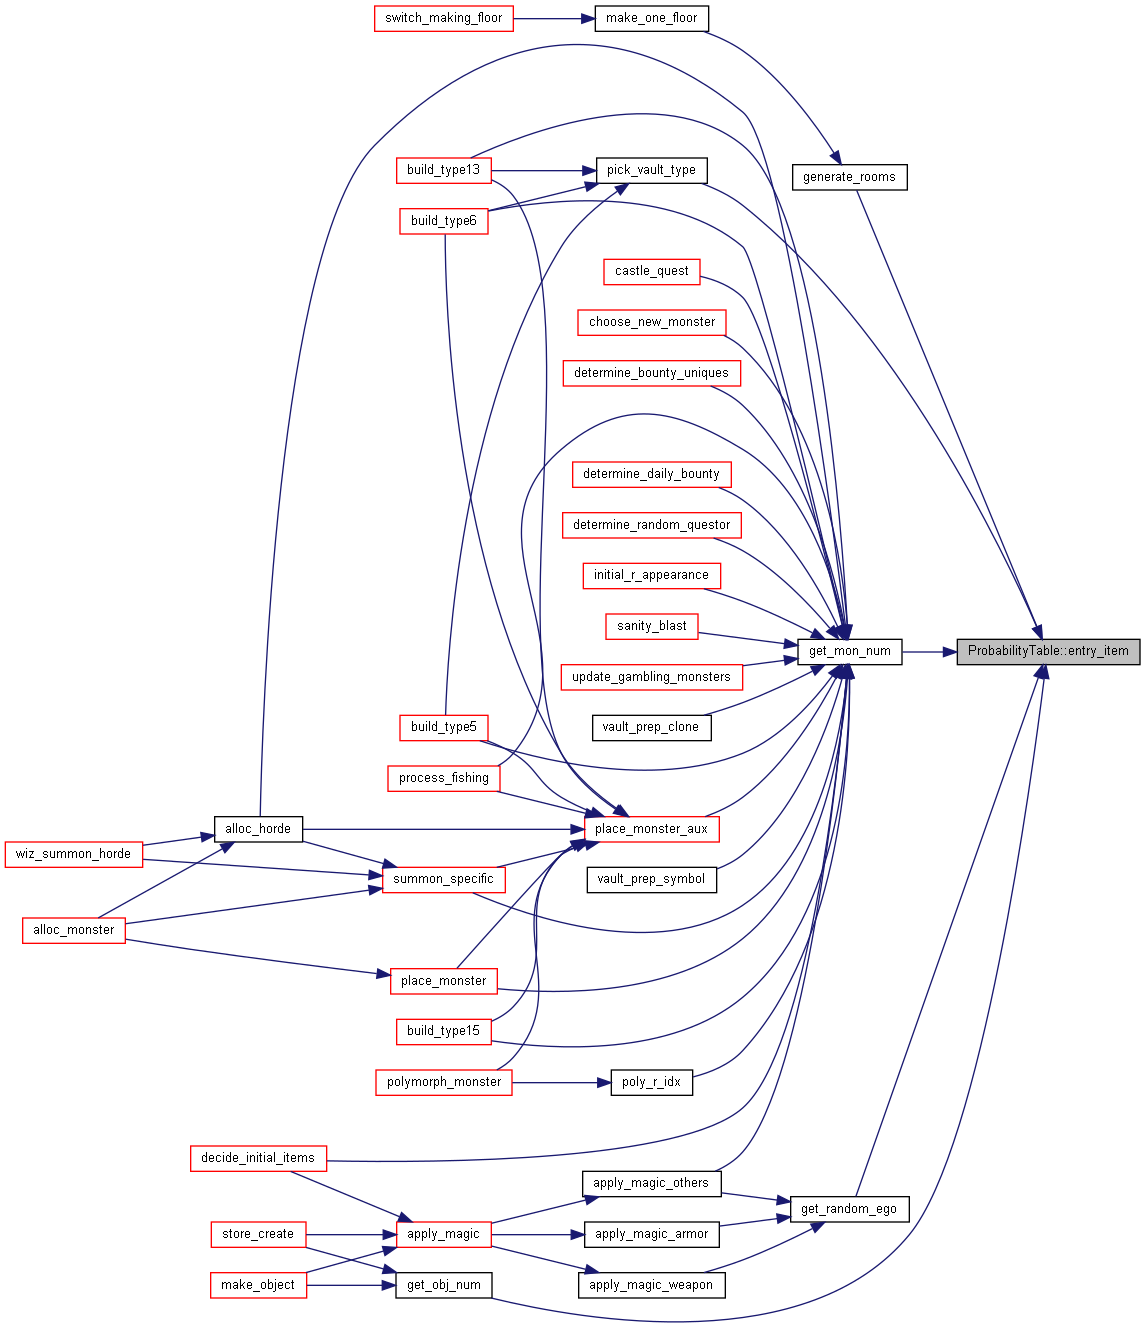 switch_making_floor
make_one_floor
build_type13
pick_vault_type
generate_rooms
build_type6
castle_quest
choose_new_monster
determine_bounty_uniques
determine_daily_bounty
determine_random_questor
initial_r_appearance
sanity_blast
get_mon_num
ProbabilityTable::entry_item
update_gambling_monsters
build_type5
vault_prep_clone
process_fishing
alloc_horde
place_monster_aux
wiz_summon_horde
summon_specific
vault_prep_symbol
alloc_monster
place_monster
build_type15
polymorph_monster
poly_r_idx
decide_initial_items
apply_magic_others
get_random_ego
store_create
apply_magic
apply_magic_armor
make_object
get_obj_num
apply_magic_weapon